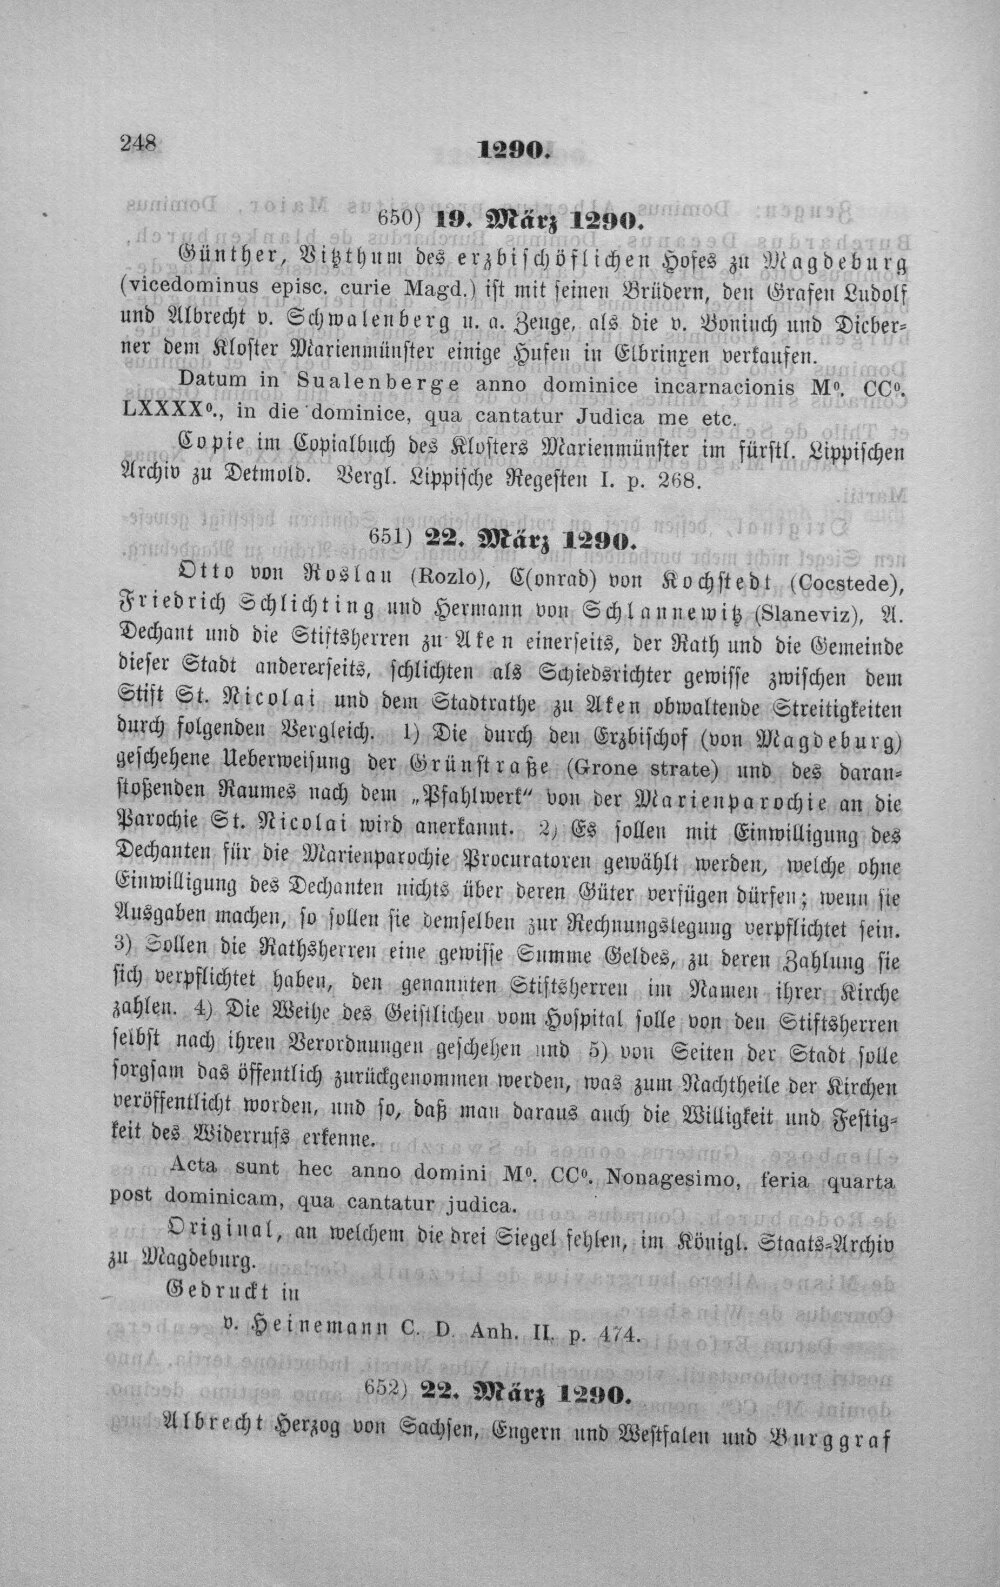 248
1290.
650) 19. März 1290.
Günther, Vitzthum des erzbischöflichen Hofes zu Magdeburg
(vicedominus episc. curie Magd.) ist mit seinen Brüdern, den Grafen Ludolf
und Albrecht v. Schwalenberg u. a. Zeuge, als die v. Boniuch und Dieber-
ner dem Kloster Marienmünster einige Hufen in Elbrinxen verkaufen.
Datum in Sualenberge anno dominice incarnacionis Mº. CCº.
LXXXXº., in die dominice, qua cantatur Judica me etc.
Copie im Copialbuch des Klosters Marienmünster im fürstl. Lippischen
Archiv zu Detmold. Vergl. Lippische Regesten I. p. 268.
651) 22. März 1290.
Otto von Roslau (Rozlo), C(onrad) von Kochstedt (Cocstede),
Friedrich Schlichting und Hermann von Schlannewitz (Slaneviz), A.
Dechant und die Stiftsherren zu Aken einerseits, der Rath und die Gemeinde
dieser Stadt andererseits, schlichten als Schiedsrichter gewisse zwischen dem
Stift St. Nicolai und dem Stadtrathe zu Aken obwaltende Streitigkeiten
durch folgenden Vergleich. 1) Die durch den Erzbischof (von Magdeburg)
geschehene Ueberweisung der Grünstraße (Grone strate) und des daran-
stoßenden Raumes nach dem „Pfahlwerk" von der Marienparochie an die
Parochie St. Nicolai wird anerkannt. 2) Es sollen mit Einwilligung des
Dechanten für die Marienparochie Procuratoren gewählt werden, welche ohne
Einwilligung des Dechanten nichts über deren Güter verfügen dürfen; wenn sie
Ausgaben machen, so sollen sie demselben zur Rechnungslegung verpflichtet sein.
3) Sollen die Rathsherren eine gewisse Summe Geldes, zu deren Zahlung sie
sich verpflichtet haben, den genannten Stiftsherren im Namen ihrer Kirche
zahlen. 4) Die Weihe des Geistlichen vom Hospital solle von den Stiftsherren
selbst nach ihren Verordnungen geschehen und 5) von Seiten der Stadt solle
sorgsam das öffentlich zurückgenommen werden, was zum Nachtheile der Kirchen
veröffentlicht worden, und so, daß man daraus auch die Willigkeit und Festig-
keit des Widerrufs erkenne.
Acta sunt hec anno domini Mº. CCº. Nonagesimo, feria quarta
post dominicam, qua cantatur judica.
Original, an welchem die drei Siegel fehlen, im Königl. Staats-Archiv
zu Magdeburg.
Gedruckt in
v. Heinemann C. D. Anh. II. p. 474.
652) 22. März 1290.
Albrecht Herzog von Sachsen, Engern und Westfalen und Burggraf